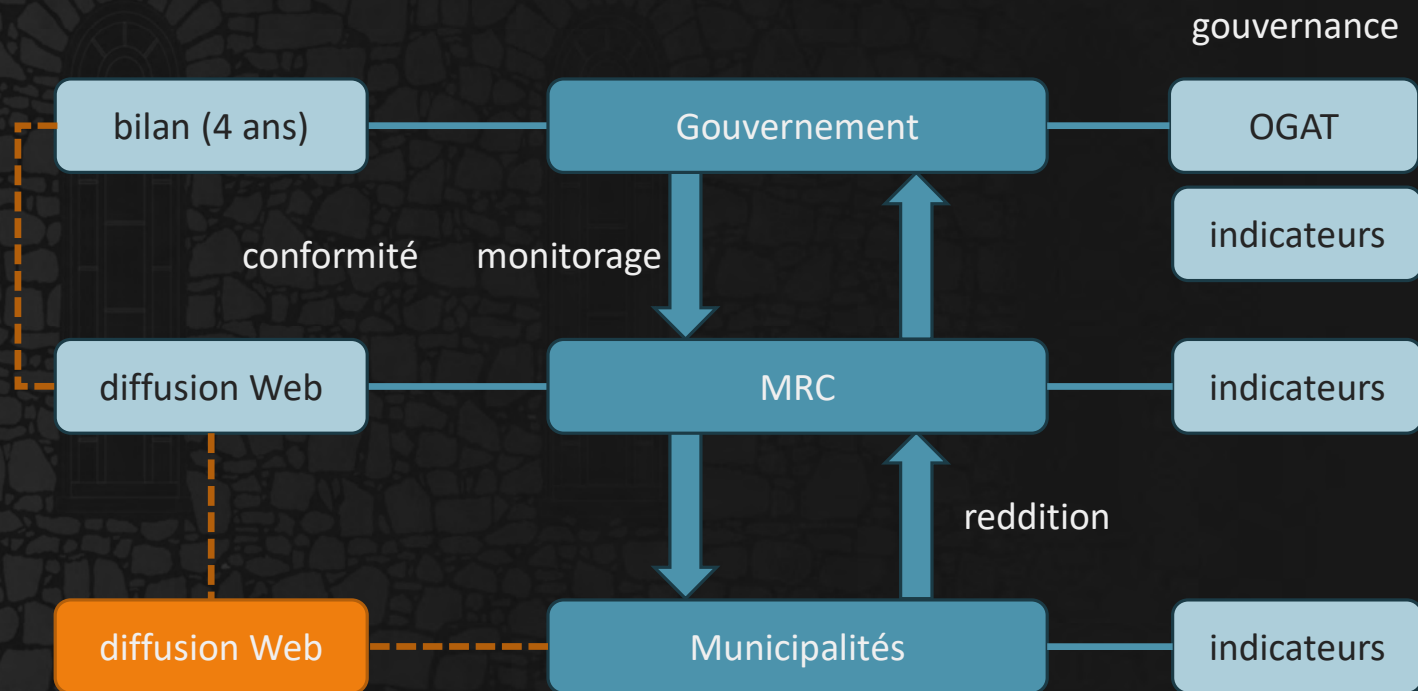 gouvernance
bilan (4 ans)
Gouvernement
OGAT
indicateurs
conformité
monitorage
diffusion Web
MRC
indicateurs
reddition
diffusion Web
Municipalités
indicateurs